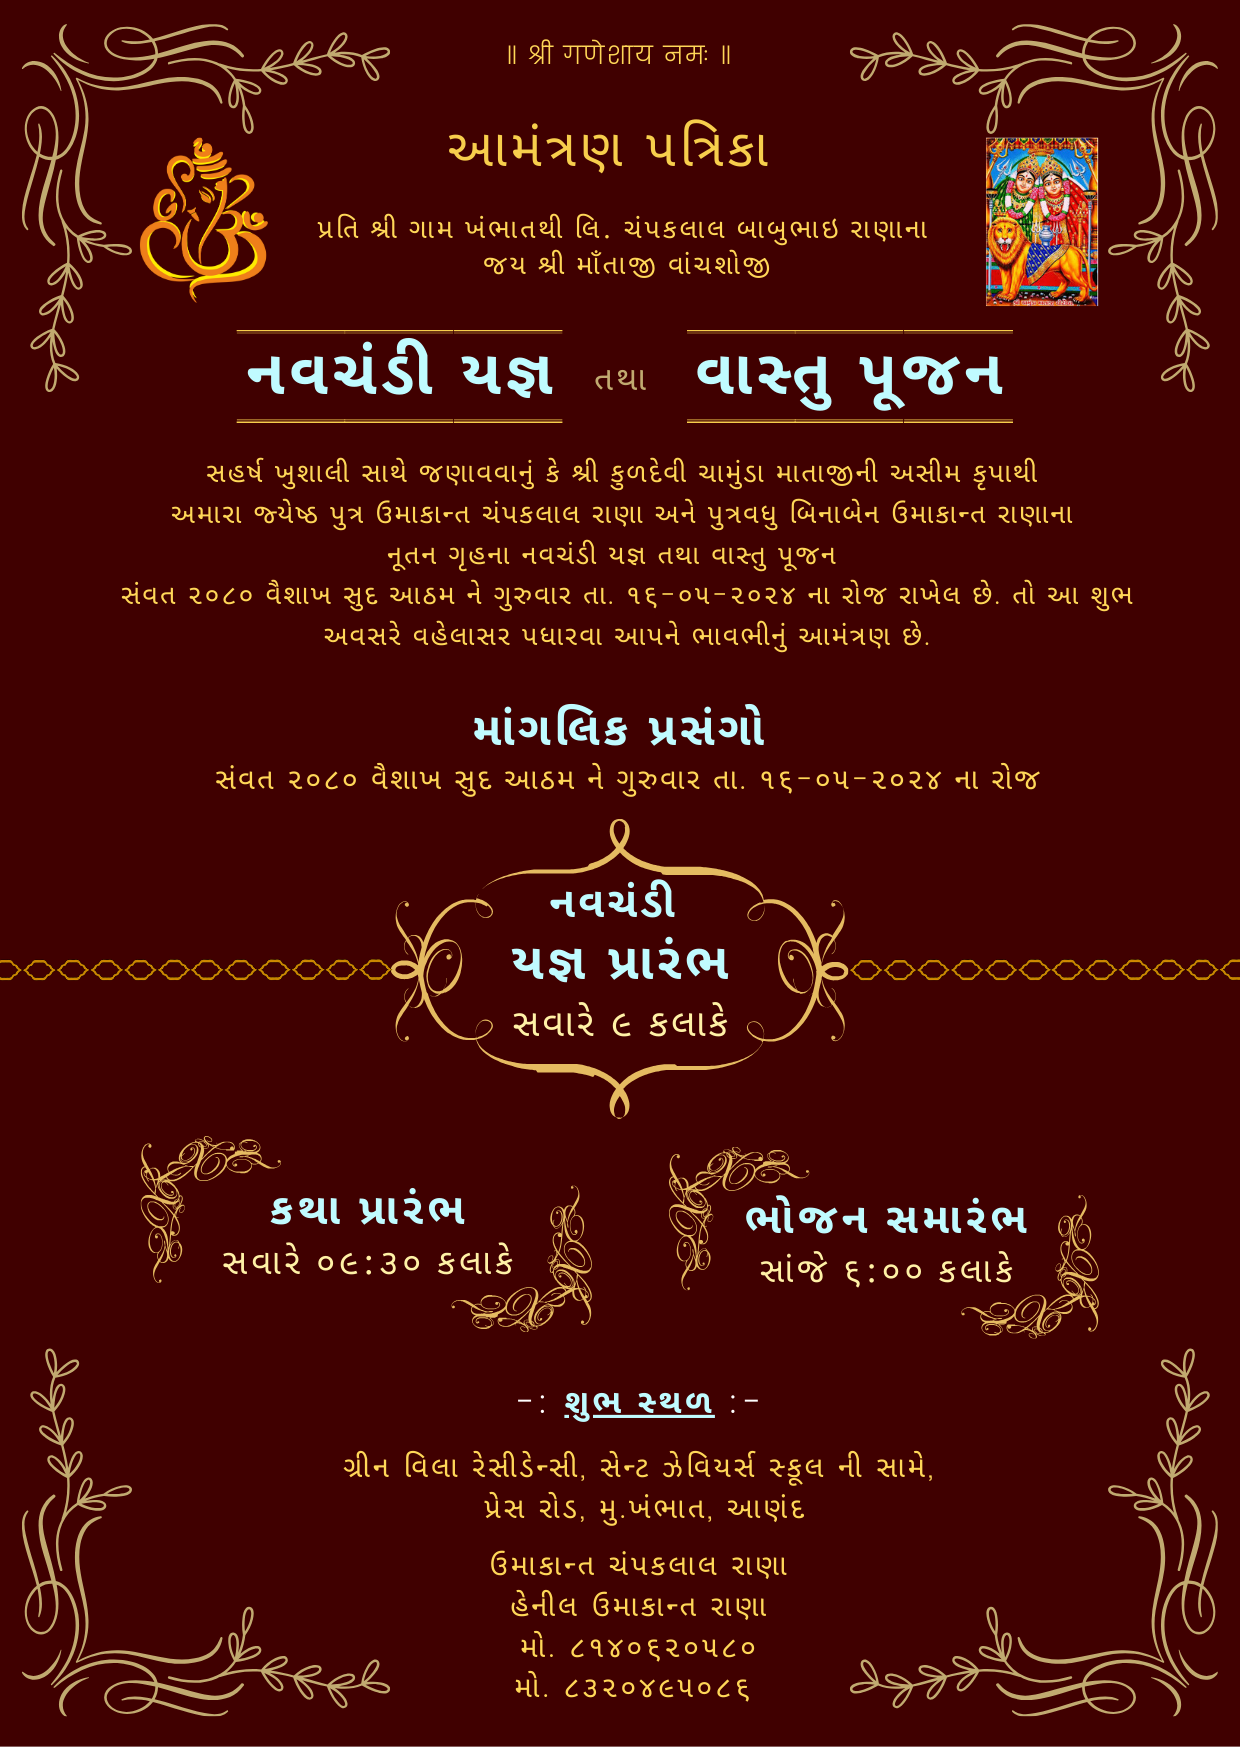 ॥ श्री गणेशाय नमः ॥
આમંત્રણ પત્રિકા
પ્રતિ શ્રી ગામ ખંભાતથી લિ. ચંપકલાલ બાબુભાઇ રાણાના
જય શ્રી માઁતાજી વાંચશોજી
નવચંડી યજ્ઞ તથા વાસ્તુ પૂજન
સહર્ષ ખુશાલી સાથે જણાવવાનું કે શ્રી કુળદેવી ચામુંડા માતાજીની અસીમ કૃપાથી
અમારા જ્યેષ્ઠ પુત્ર ઉમાકાન્ત ચંપકલાલ રાણા અને પુત્રવધુ બિનાબેન ઉમાકાન્ત રાણાના
નૂતન ગૃહના નવચંડી યજ્ઞ તથા વાસ્તુ પૂજન
સંવત ૨૦૮૦ વૈશાખ સુદ આઠમ ને ગુરુવાર તા. ૧૬-૦૫-૨૦૨૪ ના રોજ રાખેલ છે. તો આ શુભ
અવસરે વહેલાસર પધારવા આપને ભાવભીનું આમંત્રણ છે.
માંગલિક પ્રસંગો
સંવત ૨૦૮૦ વૈશાખ સુદ આઠમ ને ગુરુવાર તા. ૧૬-૦૫-૨૦૨૪ ના રોજ
નવચંડી
યજ્ઞ પ્રારંભ
સવારે ૯ કલાકે
કથા પ્રારંભ
સવારે ૦૯:૩૦ કલાકે
ભોજન સમારંભ
સાંજે ૬:૦૦ કલાકે
-: શુભ સ્થળ :-
ગ્રીન વિલા રેસીડેન્સી, સેન્ટ ઝેવિયર્સ સ્કૂલ ની સામે,
પ્રેસ રોડ, મુ.ખંભાત, આણંદ
ઉમાકાન્ત ચંપકલાલ રાણા
હેનીલ ઉમાકાન્ત રાણા
મો. ૮૧૪૦૬૨૦૫૮૦
મો. ૮૩૨૦૪૯૫૦૮૬